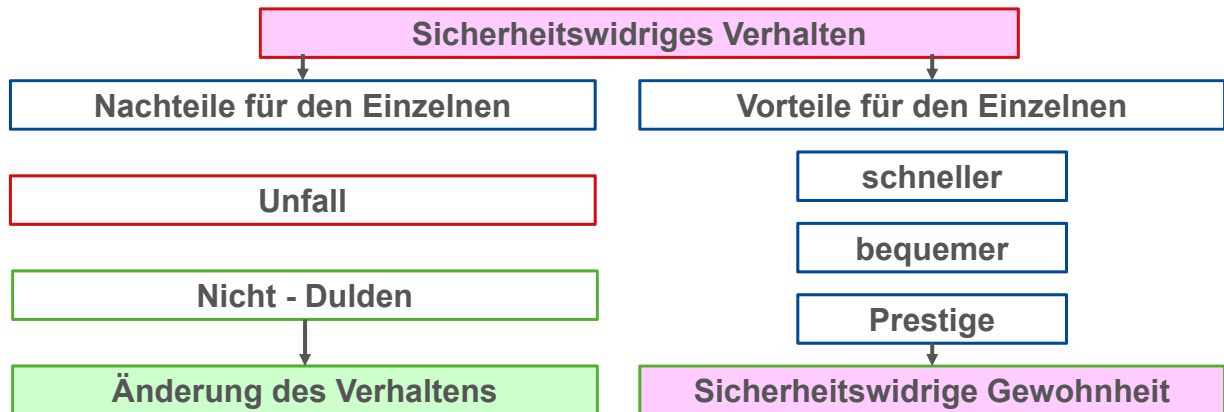 Sicherheitswidriges Verhalten
Nachteile für den Einzelnen
Vorteile für den Einzelnen
Unfall
schneller
bequemer
Nicht - Dulden
Prestige
Änderung des Verhaltens
Sicherheitswidrige Gewohnheit